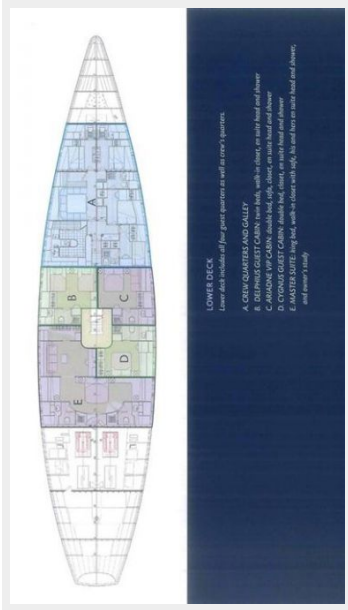 LOWER DECK
Lower deck includes all four guest quarters as well as crew's quarters.
A. CREW QUARTERS AND GALLEY
B. DELPHIUS GUEST CABIN: twin beds, walk-in closet, en suite head and shower
C. ARIADNE VIP CABIN: double bed, sofa, closet, en suite head and shower
D. CYGNUS GUEST CABIN: double bed, closet, en suite head and shower
E. MASTER SUITE: king bed, walk-in closet with safe, his and hers en suite head and shower,
and owner's study
A
B
C
D
E